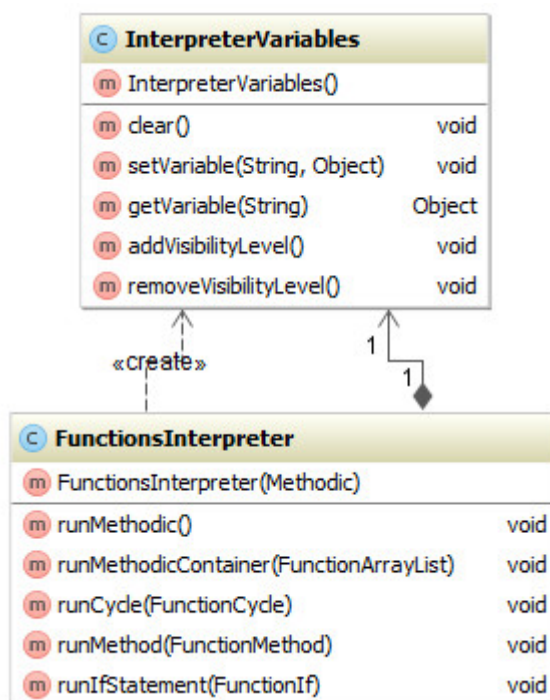 C InterpreterVariables
m InterpreterVariables()
m clear() void
m setVariable(String, Object) void
m getVariable(String) Object
m addVisibilityLevel() void
m removeVisibilityLevel() void
«create»
1
1
C FunctionsInterpreter
m FunctionsInterpreter(Methodic)
m runMethodic() void
m runMethodicContainer(FunctionArrayList) void
m runCycle(FunctionCycle) void
m runMethod(FunctionMethod) void
m runIfStatement(FunctionIf) void